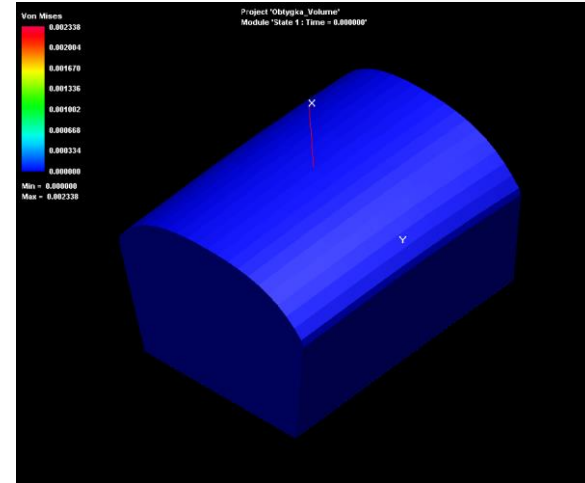 Project 'Obtygka_Volume'
Module 'State 1 : Time = 0.000000'
Von Mises
0.002338
0.002004
0.001670
0.001336
0.001002
0.000668
0.000334
0.000000
Min = 0.000000
Max = 0.002338
X
Y